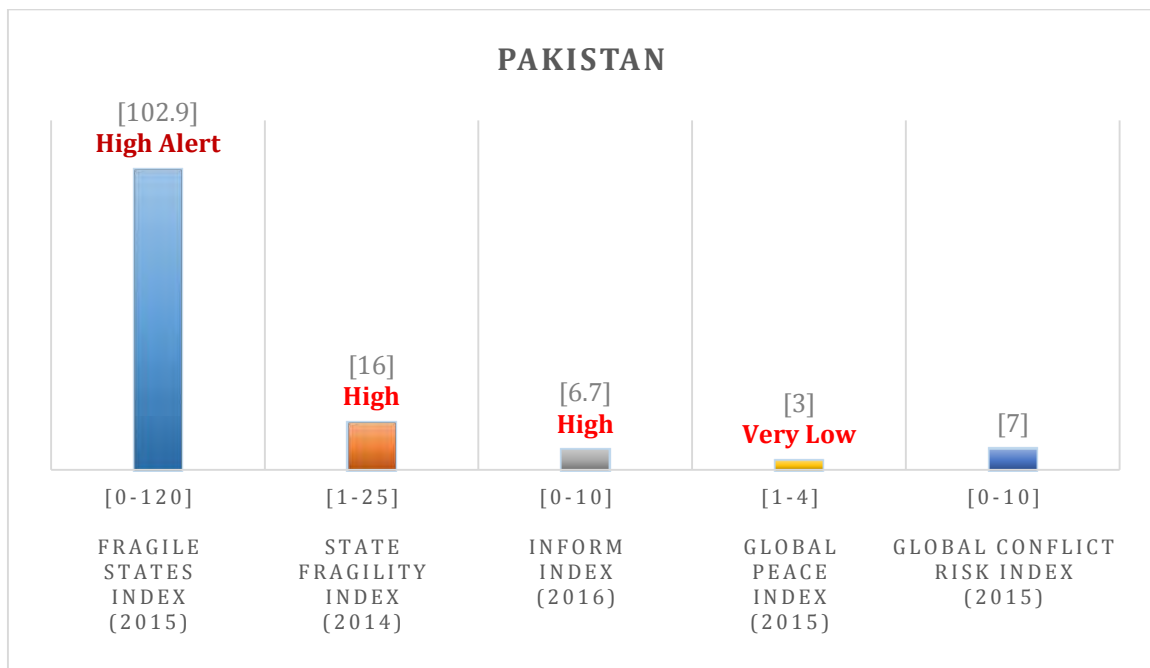 PAKISTAN
[102.9]
High Alert
[16]
High
[6.7]
High
[3]
Very Low
[7]
[0-120]
FRAGILE
STATES
INDEX
(2015)
[1-25]
STATE
FRAGILITY
INDEX
(2014)
[0-10]
INFORM
INDEX
(2016)
[1-4]
GLOBAL
PEACE
INDEX
(2015)
[0-10]
GLOBAL CONFLICT
RISK INDEX
(2015)